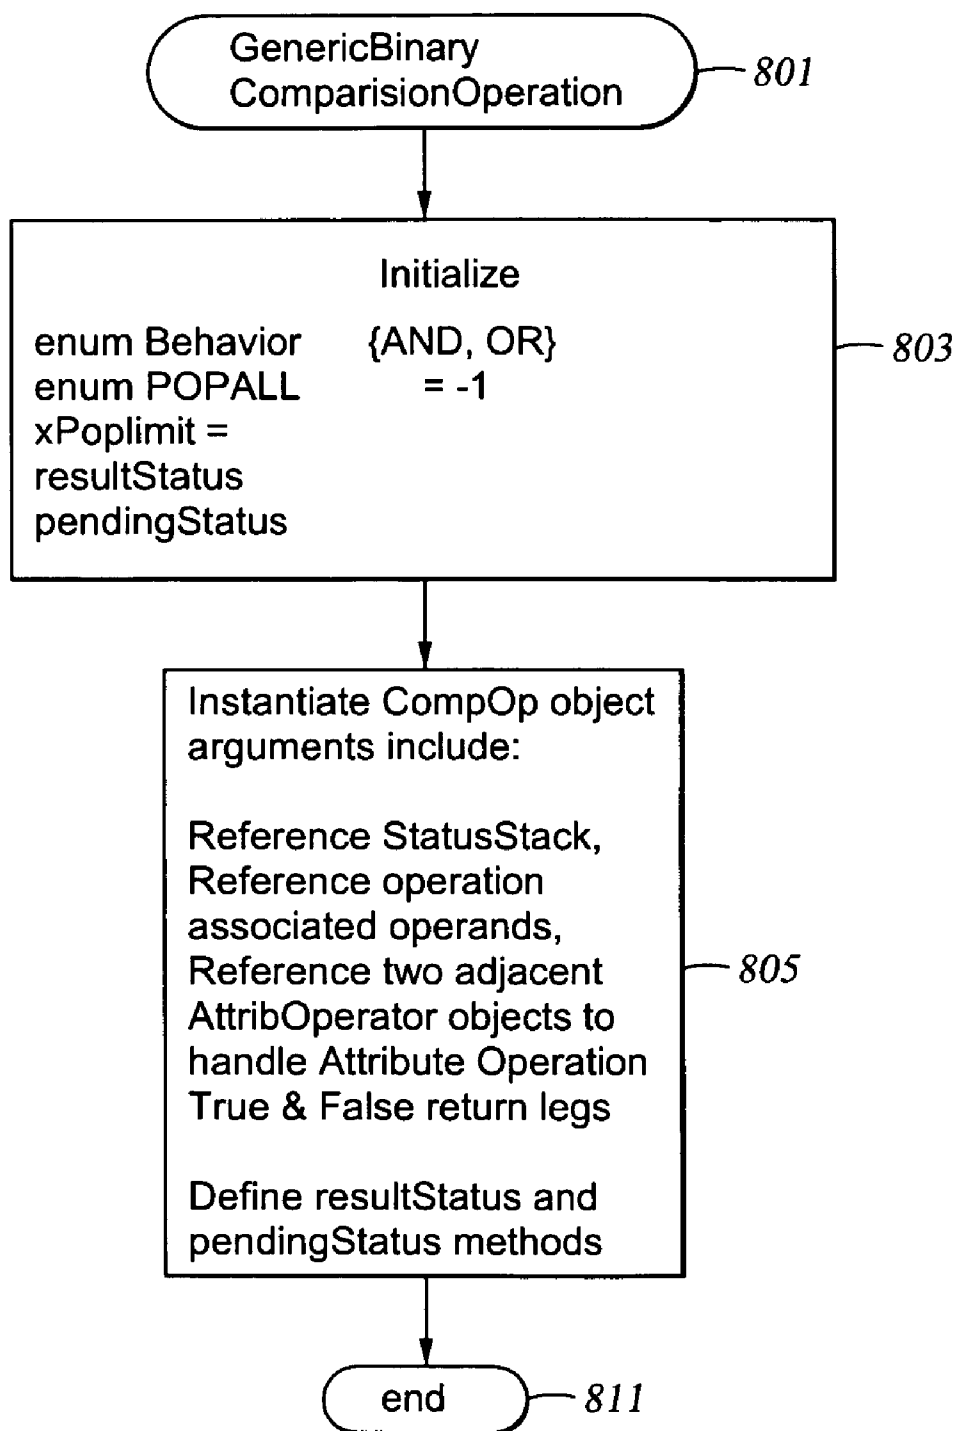 GenericBinary
ComparisionOperation
801
Initialize
enum Behavior {AND, OR}
enum POPALL = -1
xPoplimit =
resultStatus
pendingStatus
803
Instantiate CompOp object
arguments include:
Reference StatusStack,
Reference operation
associated operands,
Reference two adjacent
AttribOperator objects to
handle Attribute Operation
True & False return legs
Define resultStatus and
pendingStatus methods
805
end
811